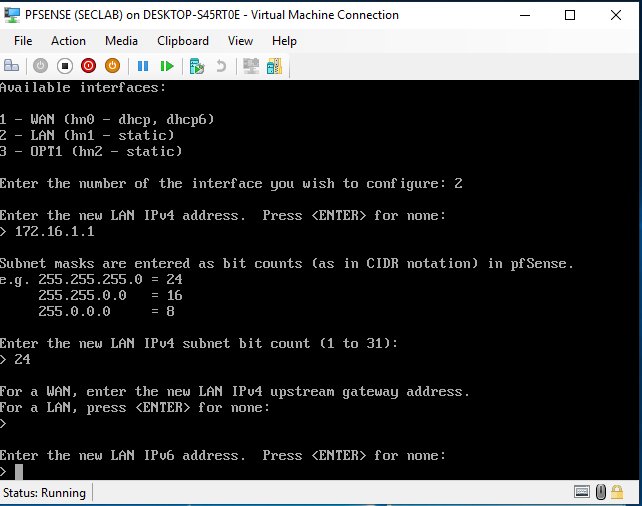 PFSENSE (SECLAB) on DESKTOP-S45RT0E - Virtual Machine Connection
File Action Media Clipboard View Help
Available interfaces:
1 - WAN (hn0 - dhcp, dhcp6)
2 - LAN (hn1 - static)
3 - OPT1 (hn2 - static)
Enter the number of the interface you wish to configure: 2
Enter the new LAN IPv4 address.  Press <ENTER> for none:
> 172.16.1.1
Subnet masks are entered as bit counts (as in CIDR notation) in pfSense.
e.g. 255.255.255.0 = 24
     255.255.0.0   = 16
     255.0.0.0     = 8
Enter the new LAN IPv4 subnet bit count (1 to 31):
> 24
For a WAN, enter the new LAN IPv4 upstream gateway address.
For a LAN, press <ENTER> for none:
>
Enter the new LAN IPv6 address.  Press <ENTER> for none:
>
Status: Running